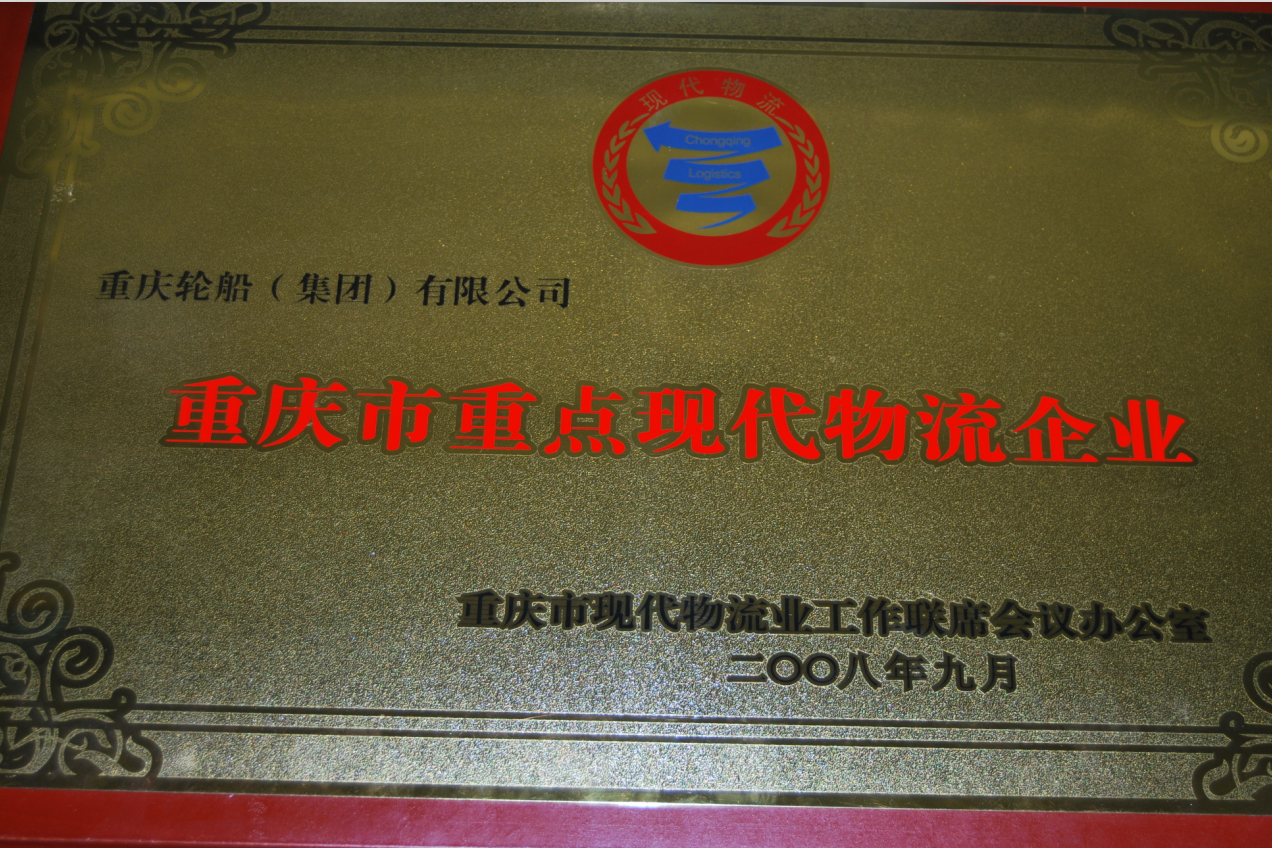 现代物流
Chongqing
Logistics
重庆轮船（集团）有限公司
重庆市重点现代物流企业
重庆市现代物流业工作联席会议办公室
二〇〇八年九月